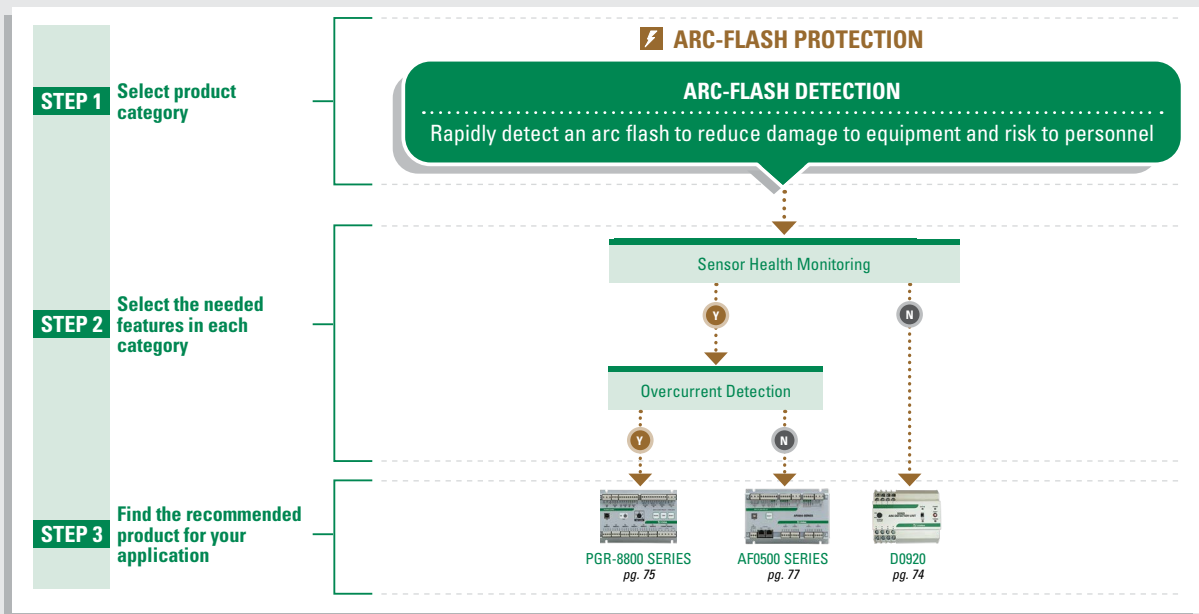 ARC-FLASH PROTECTION
STEP 1
Select product
category
ARC-FLASH DETECTION
Rapidly detect an arc flash to reduce damage to equipment and risk to personnel
STEP 2
Select the needed
features in each
category
Sensor Health Monitoring
Y
N
Overcurrent Detection
Y
N
STEP 3
Find the recommended
product for your
application
PGR-8800 SERIES
pg. 75
AF0500 SERIES
pg. 77
D0920
pg. 74